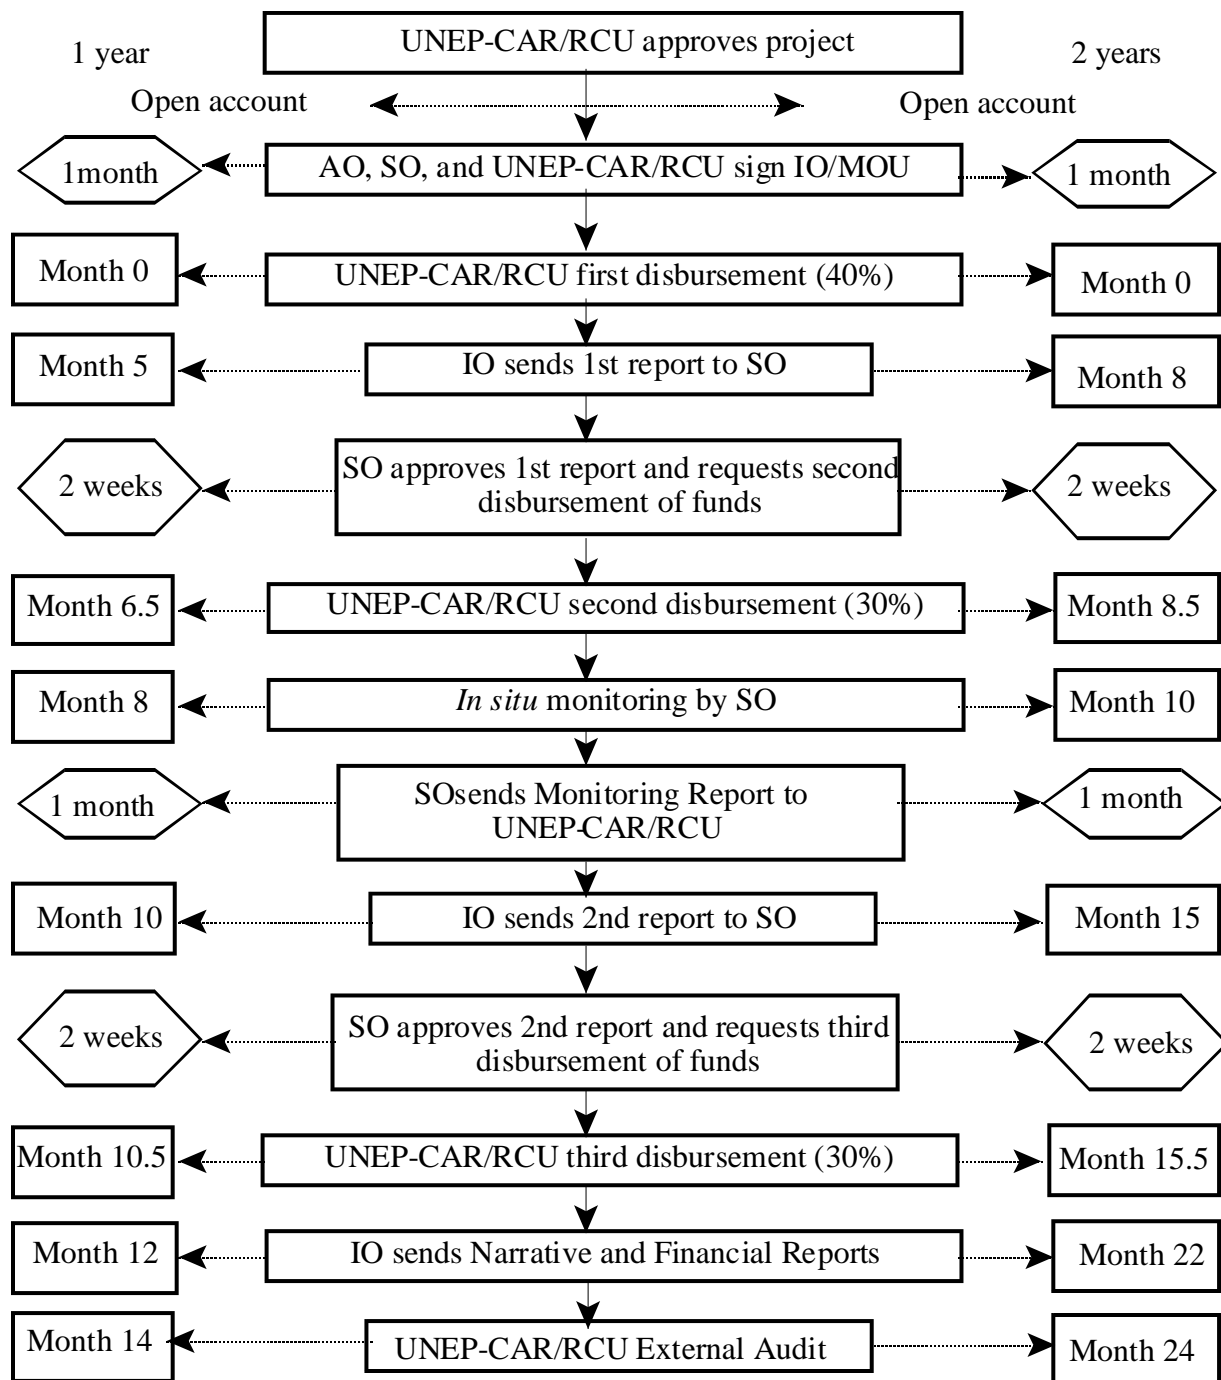 UNEP-CAR/RCU approves project
1 year
2 years
Open account
Open account
1month
AO, SO, and UNEP-CAR/RCU sign IO/MOU
1 month
Month 0
UNEP-CAR/RCU first disbursement (40%)
Month 0
Month 5
IO sends 1st report to SO
Month 8
2 weeks
SO approves 1st report and requests second
disbursement of funds
2 weeks
Month 6.5
UNEP-CAR/RCU second disbursement (30%)
Month 8.5
Month 8
In situ monitoring by SO
Month 10
1 month
SOsends Monitoring Report to
UNEP-CAR/RCU
1 month
Month 10
IO sends 2nd report to SO
Month 15
2 weeks
SO approves 2nd report and requests third
disbursement of funds
2 weeks
Month 10.5
UNEP-CAR/RCU third disbursement (30%)
Month 15.5
Month 12
IO sends Narrative and Financial Reports
Month 22
Month 14
UNEP-CAR/RCU External Audit
Month 24